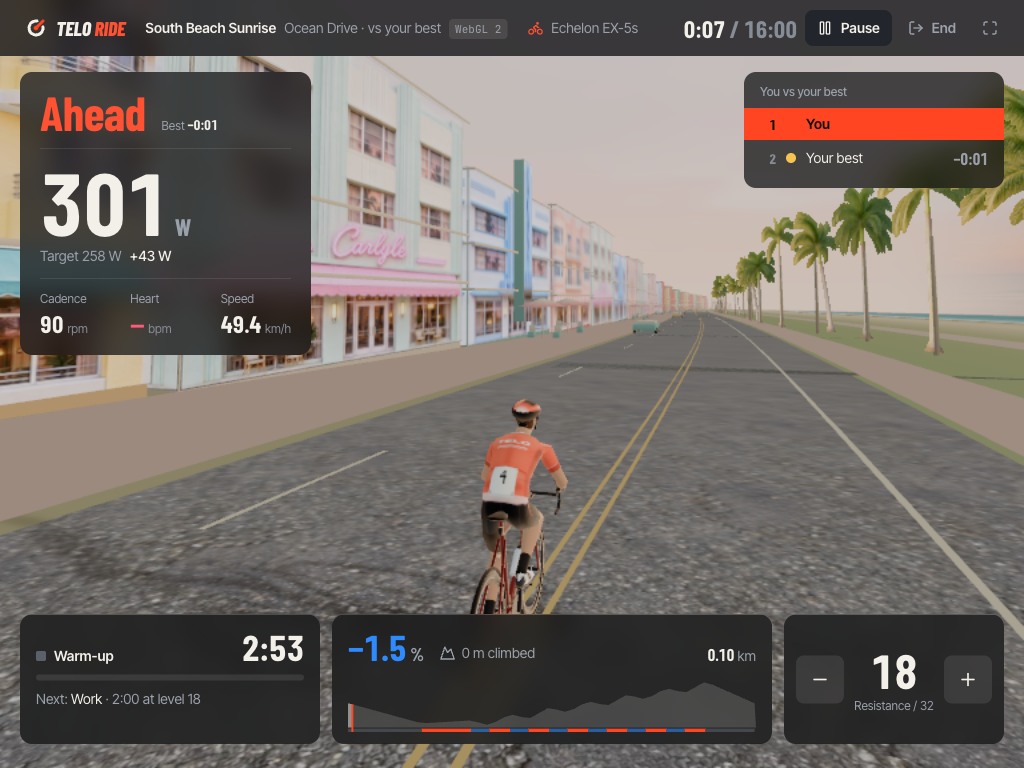 TELO RIDE South Beach Sunrise Ocean Drive · vs your best WebGL 2 Echelon EX-5s 0:07 / 16:00 Pause End
Ahead Best −0:01
301 W
Target 258 W +43 W
Cadence Heart Speed
90 rpm – bpm 49.4 km/h
You vs your best
1 You
2 Your best −0:01
Carlyle
TELO
4
Warm-up 2:53
Next: Work · 2:00 at level 18
−1.5 % 0 m climbed 0.10 km
− 18 +
Resistance / 32